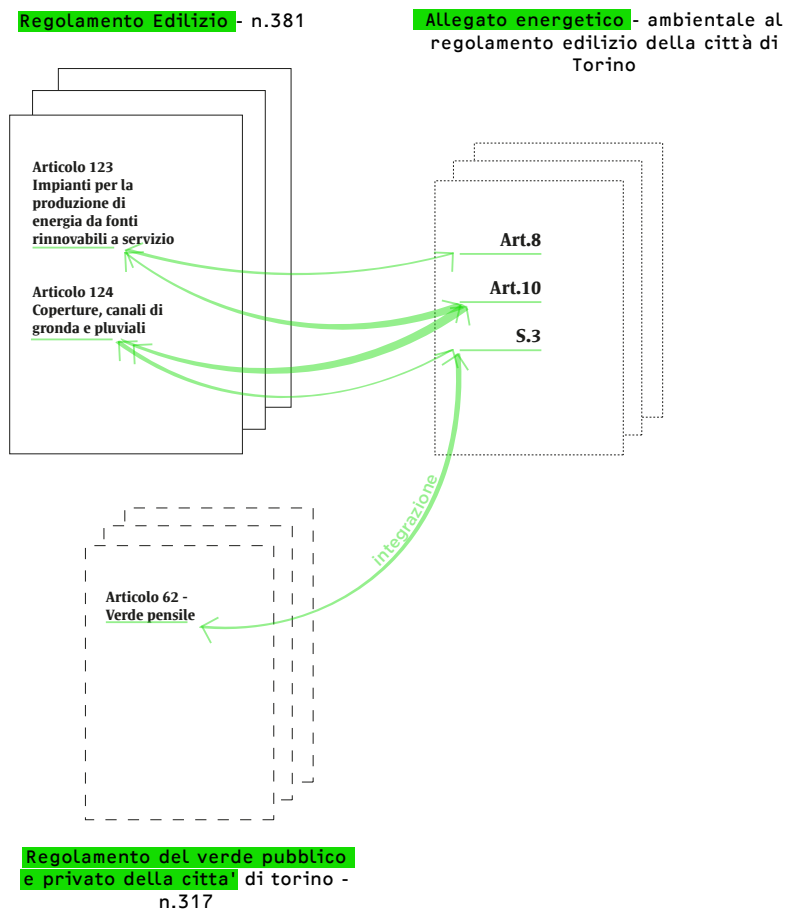 Regolamento Edilizio - n.381
Allegato energetico - ambientale al
regolamento edilizio della città di
Torino
Articolo 123
Impianti per la
produzione di
energia da fonti
rinnovabili a servizio
Articolo 124
Coperture, canali di
gronda e pluviali
Art.8
Art.10
S.3
integrazione
Articolo 62 -
Verde pensile
Regolamento del verde pubblico
e privato della citta' di torino -
n.317